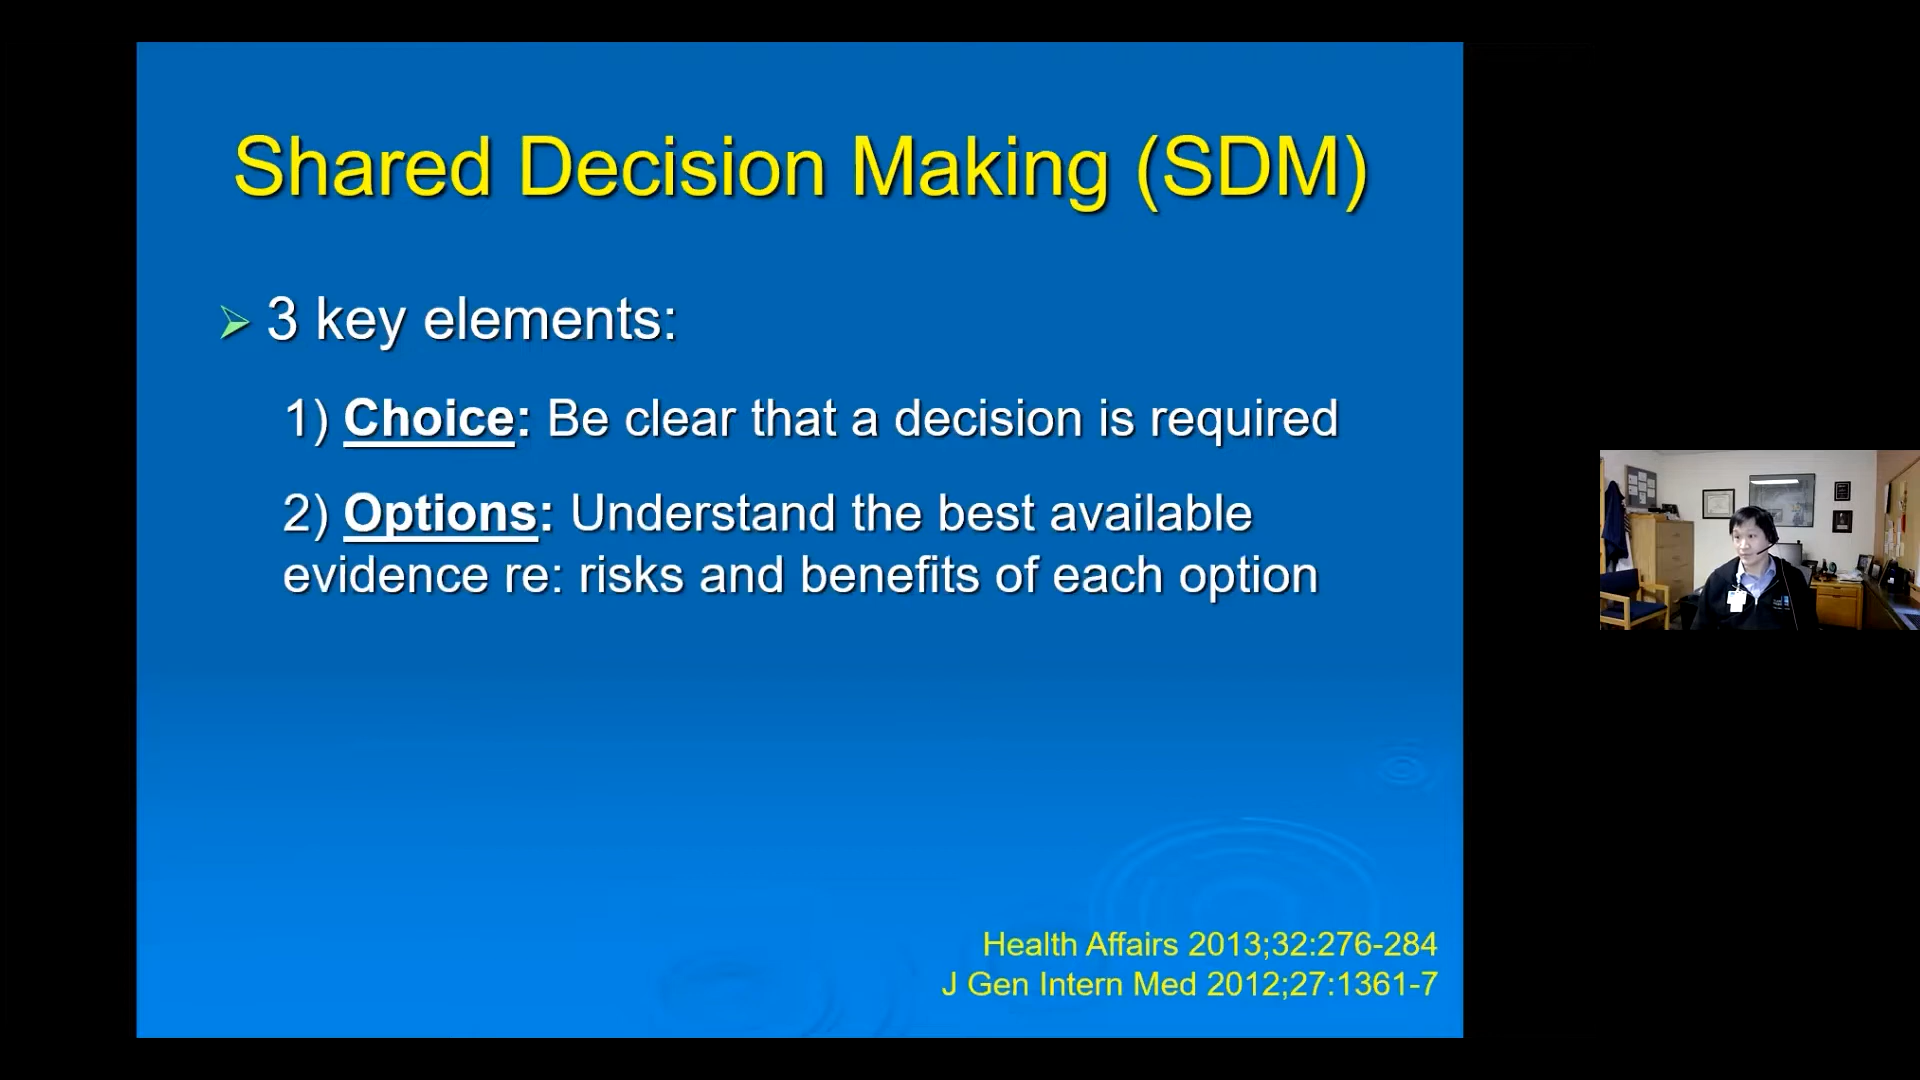 Shared Decision Making (SDM)
3 key elements:
1) Choice: Be clear that a decision is required
2) Options: Understand the best available
evidence re: risks and benefits of each option
Health Affairs 2013;32:276-284
J Gen Intern Med 2012;27:1361-7